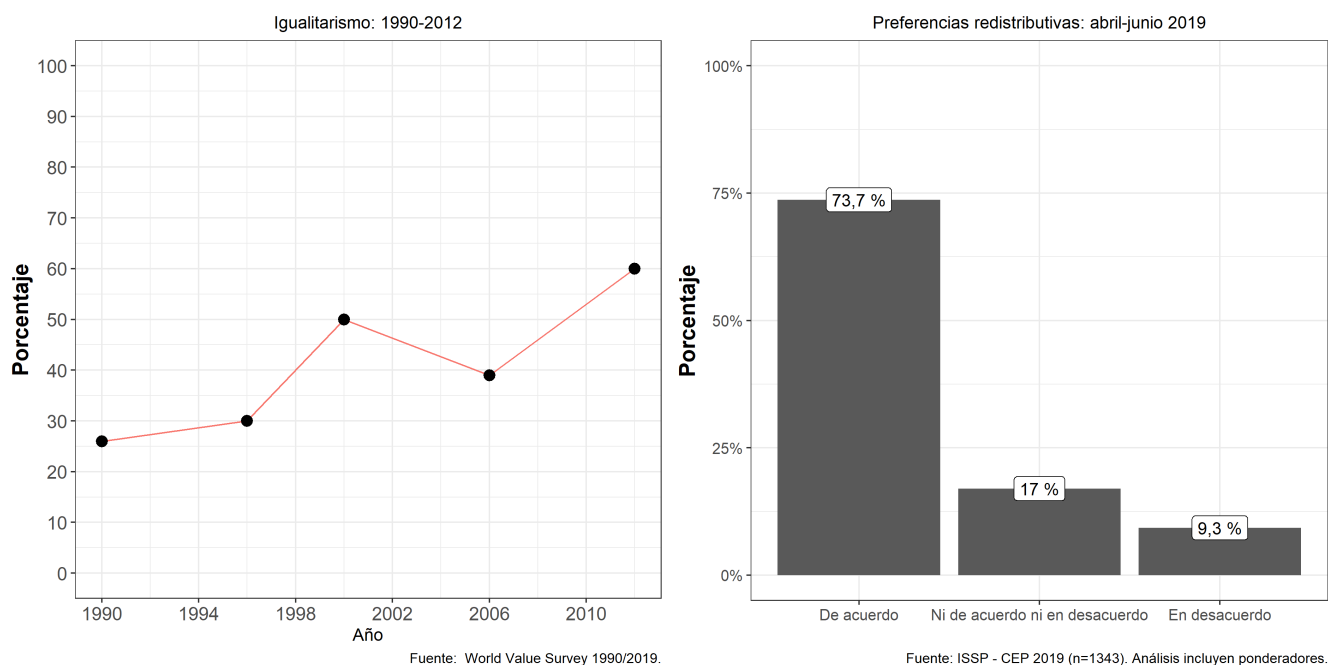 Igualitarismo: 1990-2012
Porcentaje
100
90
80
70
60
50
40
30
20
10
0
1990 1994 1998 2002 2006 2010
Año
Fuente:  World Value Survey 1990/2019.
Preferencias redistributivas: abril-junio 2019
Porcentaje
100%
75%
50%
25%
0%
73,7 %
17 %
9,3 %
De acuerdo Ni de acuerdo ni en desacuerdo En desacuerdo
Fuente: ISSP - CEP 2019 (n=1343). Análisis incluyen ponderadores.